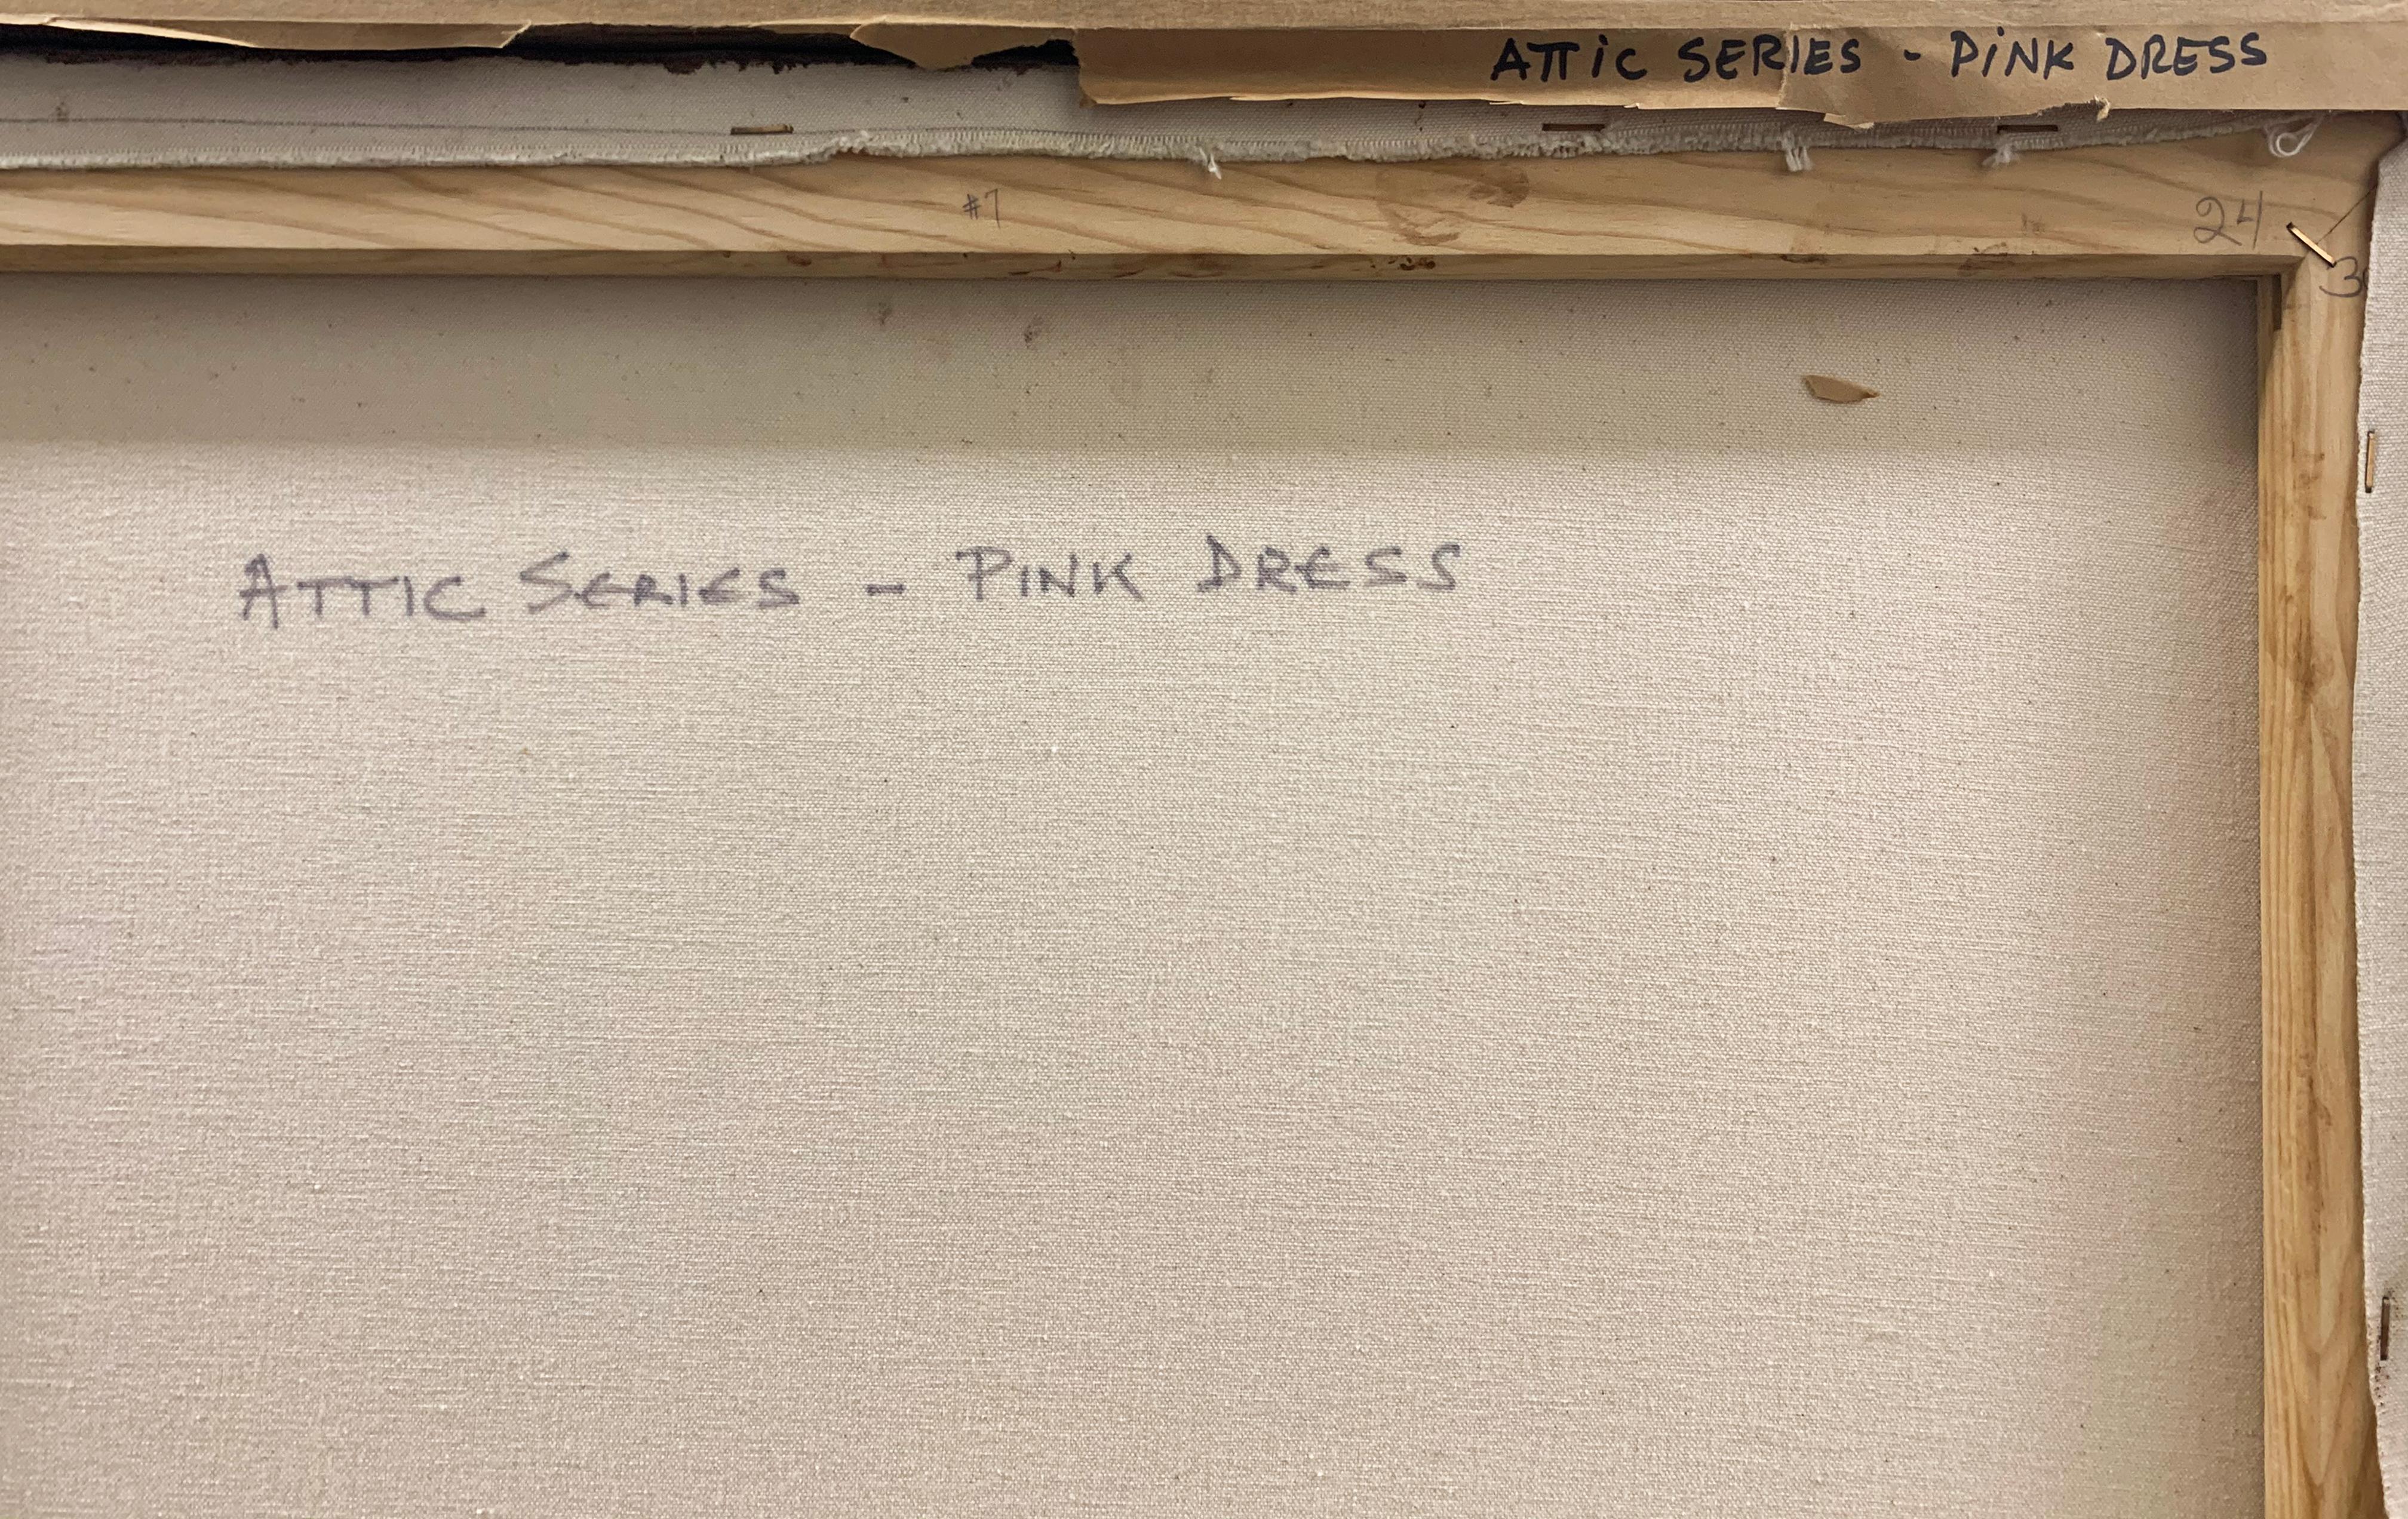 ATTIC SERIES - PINK DRESS
#7
24
ATTIC SERIES - PINK DRESS